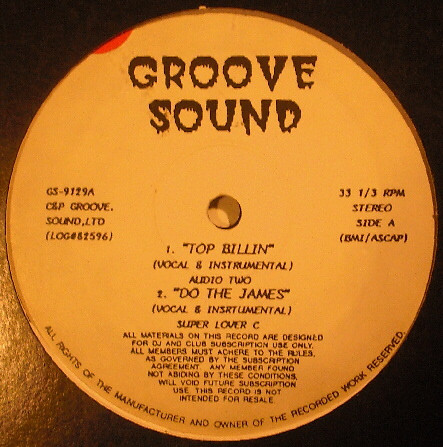 GROOVE
SOUND
GS-9129A
C&P GROOVE.
SOUND,LTD
(LOG#82596)
33 1/3 RPM
STEREO
SIDE A
(BMI/ASCAP)
1. "TOP BILLIN"
(VOCAL & INSTRUMENTAL)
AUDIO TWO
2. "DO THE JAMES"
(VOCAL & INSRTUMENTAL)
SUPER LOVER C
ALL MATERIALS ON THIS RECORD ARE DESIGNED
FOR DJ AND CLUB SUBSCRIPTION USE ONLY.
ALL MEMBERS MUST ADHERE TO THE RULES,
AS GOVERNED BY THE SUBSCRIPTION
AGREEMENT. ANY MEMBER FOUND
NOT ABIDING BY THESE CONDITIONS,
WILL VOID FUTURE SUBSCRIPTION
USE. THIS RECORD IS NOT
INTENDED FOR RESALE.
ALL RIGHTS OF THE MANUFACTURER AND OWNER OF THE RECORDED WORK RESERVED.